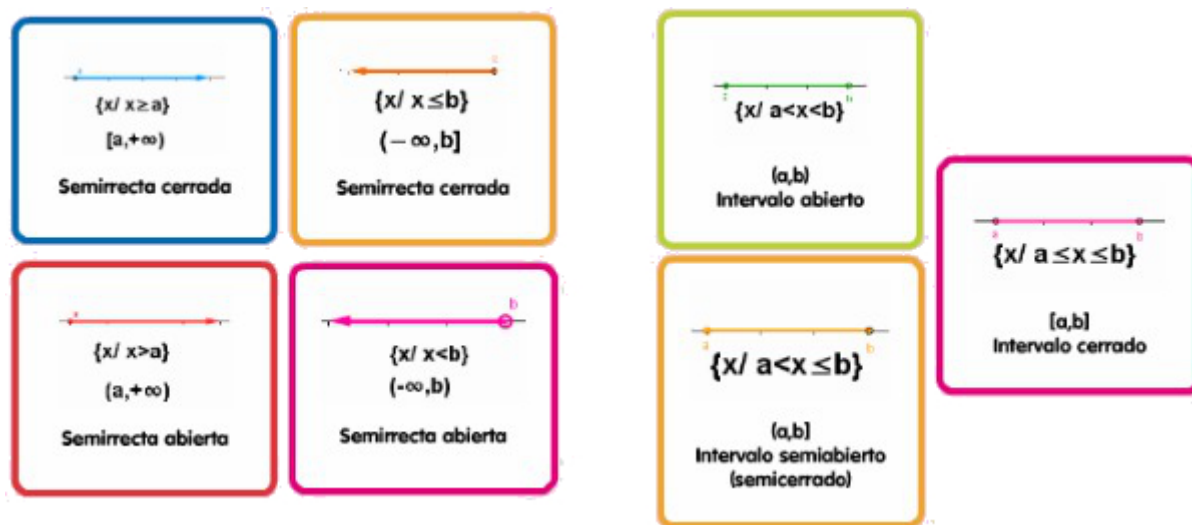 {x/ x≥a}
[a,+∞)
Semirrecta cerrada
{x/ x≤b}
(−∞,b]
Semirrecta cerrada
{x/ x>a}
(a,+∞)
Semirrecta abierta
b
{x/ x<b}
(-∞,b)
Semirrecta abierta
{x/ a<x<b}
(a,b)
Intervalo abierto
a b
{x/ a<x≤b}
(a,b]
Intervalo semiabierto
(semicerrado)
a b
{x/ a≤x≤b}
[a,b]
Intervalo cerrado